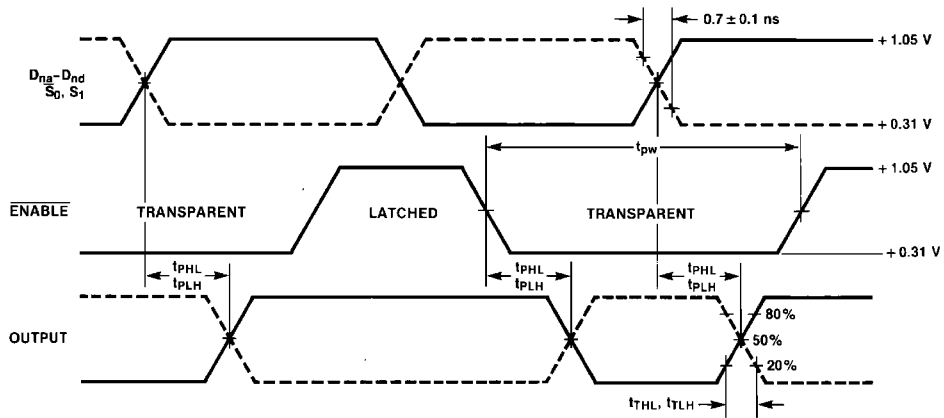 0.7 ± 0.1 ns
+ 1.05 V
Dna–Dnd
S̅0, S1
+ 0.31 V
tpw
+ 1.05 V
E̅N̅A̅B̅L̅E̅
TRANSPARENT
LATCHED
TRANSPARENT
+ 0.31 V
tPHL
tPLH
tPHL
tPLH
tPHL
tPLH
OUTPUT
80%
50%
20%
tTHL, tTLH